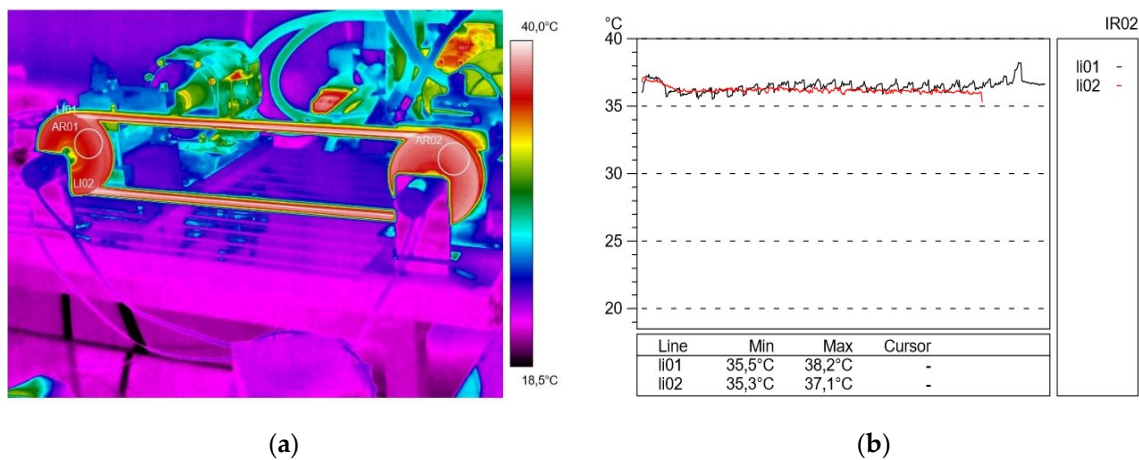 40,0°C
LI01
AR01
AR02
LI02
18,5°C
°C
IR02
40
35
30
25
20
li01 -
li02 -
Line Min Max Cursor
li01 35,5°C 38,2°C -
li02 35,3°C 37,1°C -
(a)
(b)